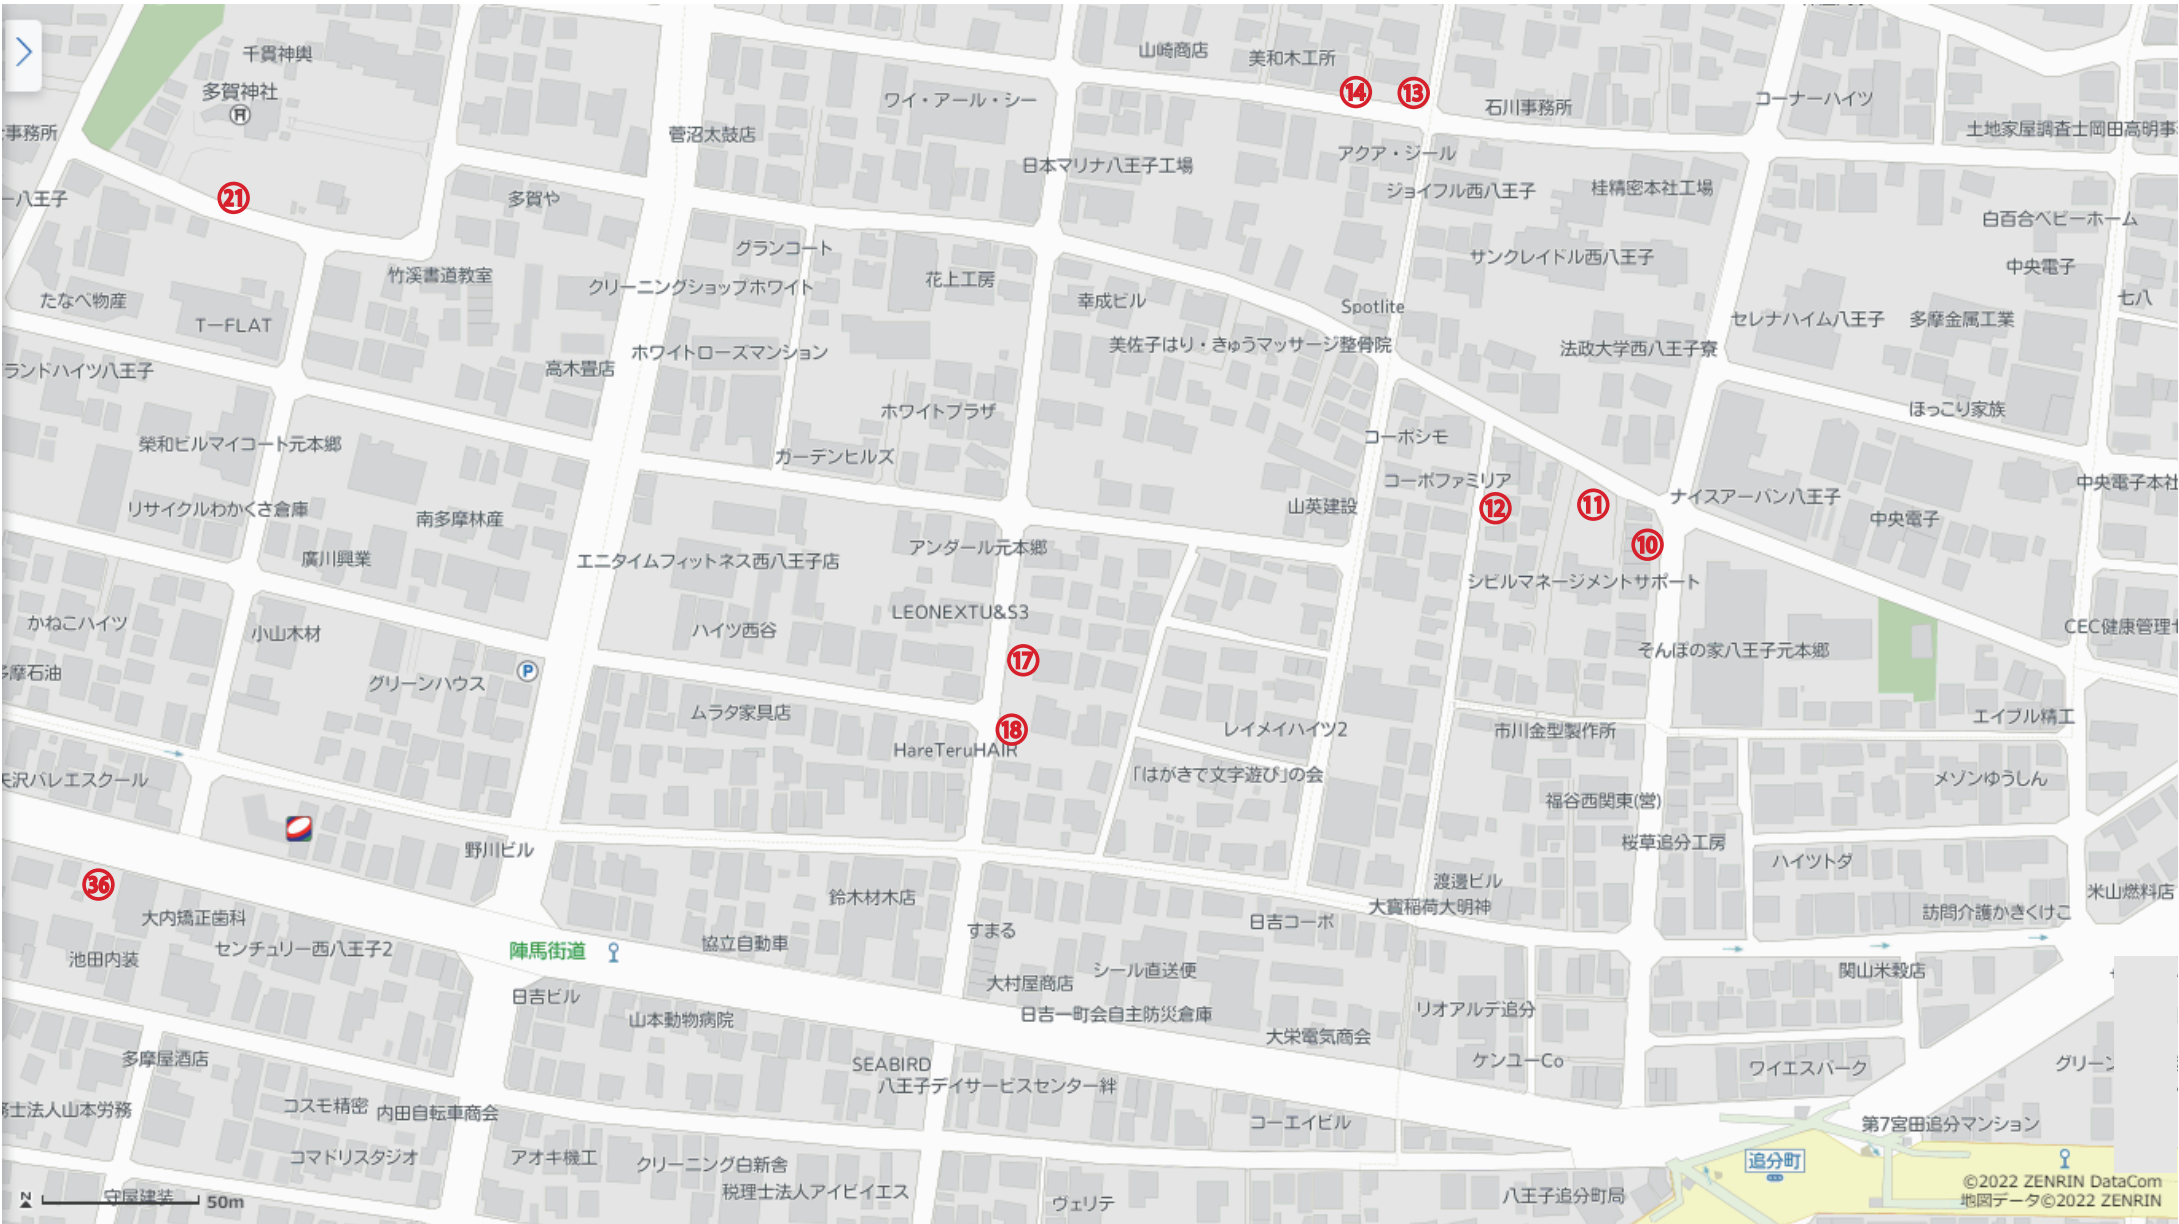 千貫神輿
山崎商店
美和木工所
多賀神社
⑭
⑬
ワイ・アール・シー
コーナーハイツ
石川事務所
事務所
菅沼太鼓店
土地家屋調査士岡田高明事
アクア・ジール
日本マリナ八王子工場
ジョイフル西八王子
桂精密本社工場
ー八王子
㉑
多賀や
白百合ベビーホーム
グランコート
サンクレイドル西八王子
中央電子
竹溪書道教室
花上工房
クリーニングショップホワイト
たなべ物産
幸成ビル
Spotlite
七八
TーFLAT
セレナハイム八王子
多摩金属工業
美佐子はり・きゅうマッサージ整骨院
法政大学西八王子寮
ホワイトローズマンション
ランドハイツ八王子
高木畳店
ホワイトプラザ
ほっこり家族
榮和ビルマイコート元本郷
コーポシモ
ガーデンヒルズ
コーポファミリア
中央電子本社
ナイスアーバン八王子
リサイクルわかくさ倉庫
山英建設
⑫
⑪
南多摩林産
中央電子
廣川興業
エニタイムフィットネス西八王子店
アンダール元本郷
⑩
シビルマネージメントサポート
かねこハイツ
小山木材
LEONEXTU&S3
ハイツ西谷
CEC健康管理
そんぽの家八王子元本郷
多摩石油
P
⑰
グリーンハウス
ムラタ家具店
⑱
レイメイハイツ2
市川金型製作所
エイブル精工
HareTeruHAIR
矢沢バレエスクール
「はがきで文字遊び」の会
メゾンゆうしん
福谷西関東(営)
野川ビル
桜草追分工房
ハイツトダ
㊱
渡邊ビル
鈴木材木店
米山燃料店
大内矯正歯科
大寳稲荷大明神
日吉コーポ
訪問介護かきくけこ
すまる
池田内装
センチュリー西八王子2
陣馬街道
協立自動車
大村屋商店
シール直送便
関山米穀店
日吉ビル
リオアルデ追分
山本動物病院
日吉一町会自主防災倉庫
大栄電気商会
多摩屋酒店
SEABIRD
ケンユーCo
ワイエスパーク
グリーン
八王子デイサービスセンター絆
務士法人山本労務
コスモ精密
内田自転車商会
コーエイビル
第7宮田追分マンション
コマドリスタジオ
アオキ機工
クリーニング白新舎
追分町
税理士法人アイビイエス
守屋建装
N
50m
ヴェリテ
八王子追分町局
©2022 ZENRIN DataCom
地図データ©2022 ZENRIN